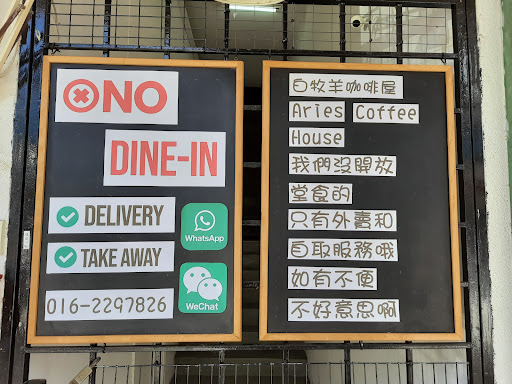 NO
DINE-IN
DELIVERY
WhatsApp
TAKE AWAY
WeChat
016-2297826
白牧羊咖啡屋
Aries Coffee
House
我們沒開放
堂食的
只有外賣和
自取服務哦
如有不便
不好意思啊